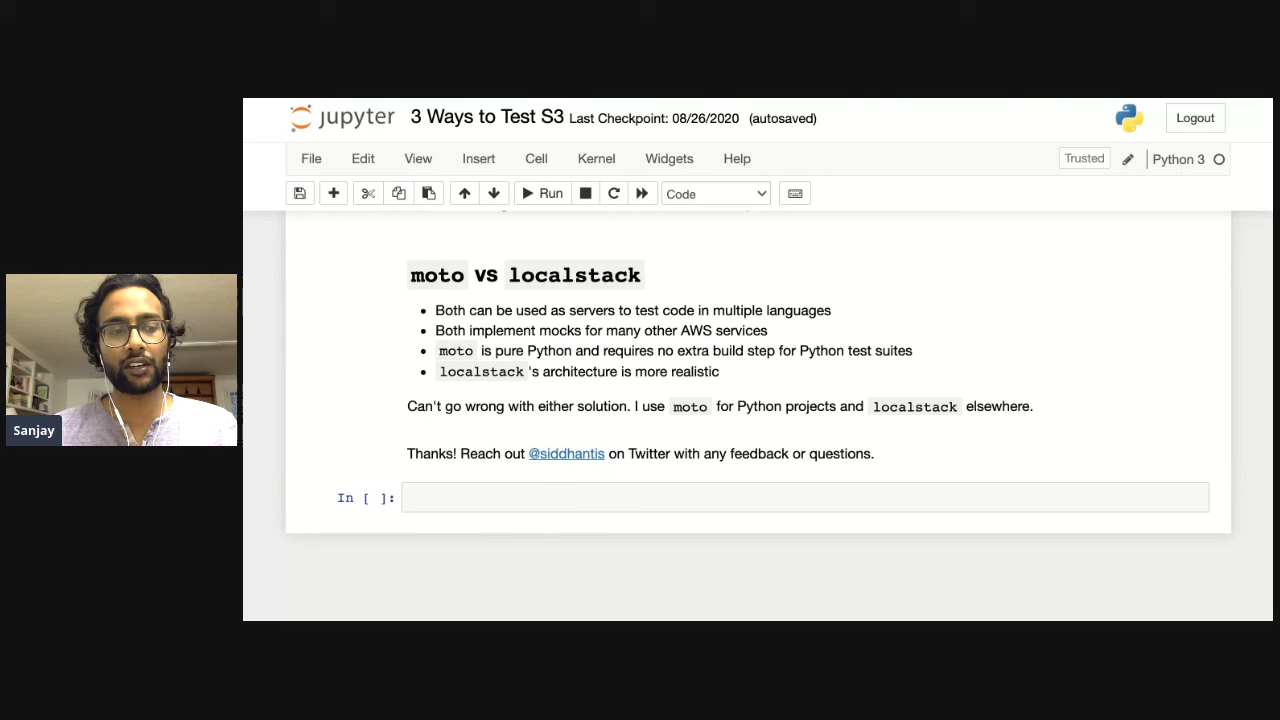 jupyter 3 Ways to Test S3 Last Checkpoint: 08/26/2020 (autosaved) Logout
File Edit View Insert Cell Kernel Widgets Help Trusted Python 3
Run Code
moto vs localstack
Both can be used as servers to test code in multiple languages
Both implement mocks for many other AWS services
moto is pure Python and requires no extra build step for Python test suites
localstack's architecture is more realistic
Can't go wrong with either solution. I use moto for Python projects and localstack elsewhere.
Sanjay
Thanks! Reach out @siddhantis on Twitter with any feedback or questions.
In [ ]: